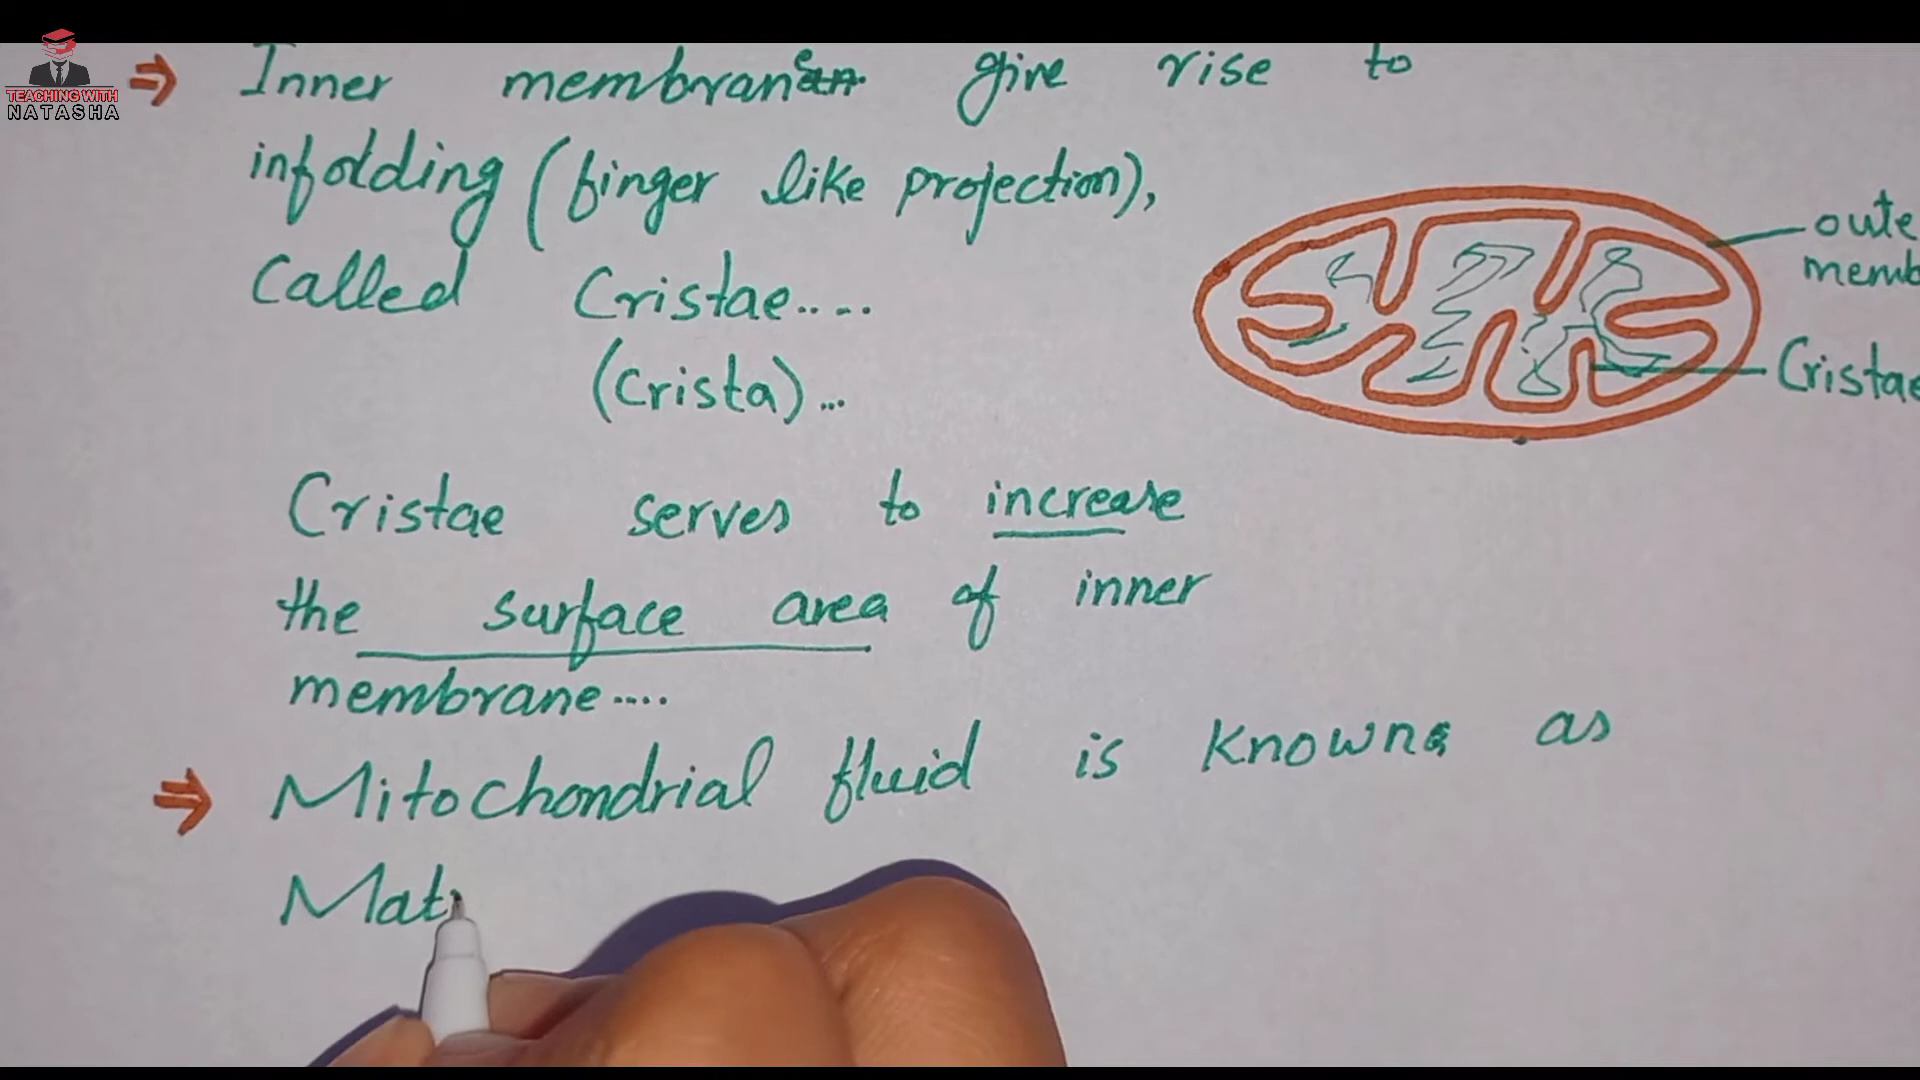 TEACHING WITH
NATASHA
⇒ Inner membrane give rise to
infolding (finger like projection),
Called Cristae....
(Crista)...
oute
memb
Cristae
Cristae serves to increase
the surface area of inner
membrane....
⇒ Mitochondrial fluid is known as
Mat